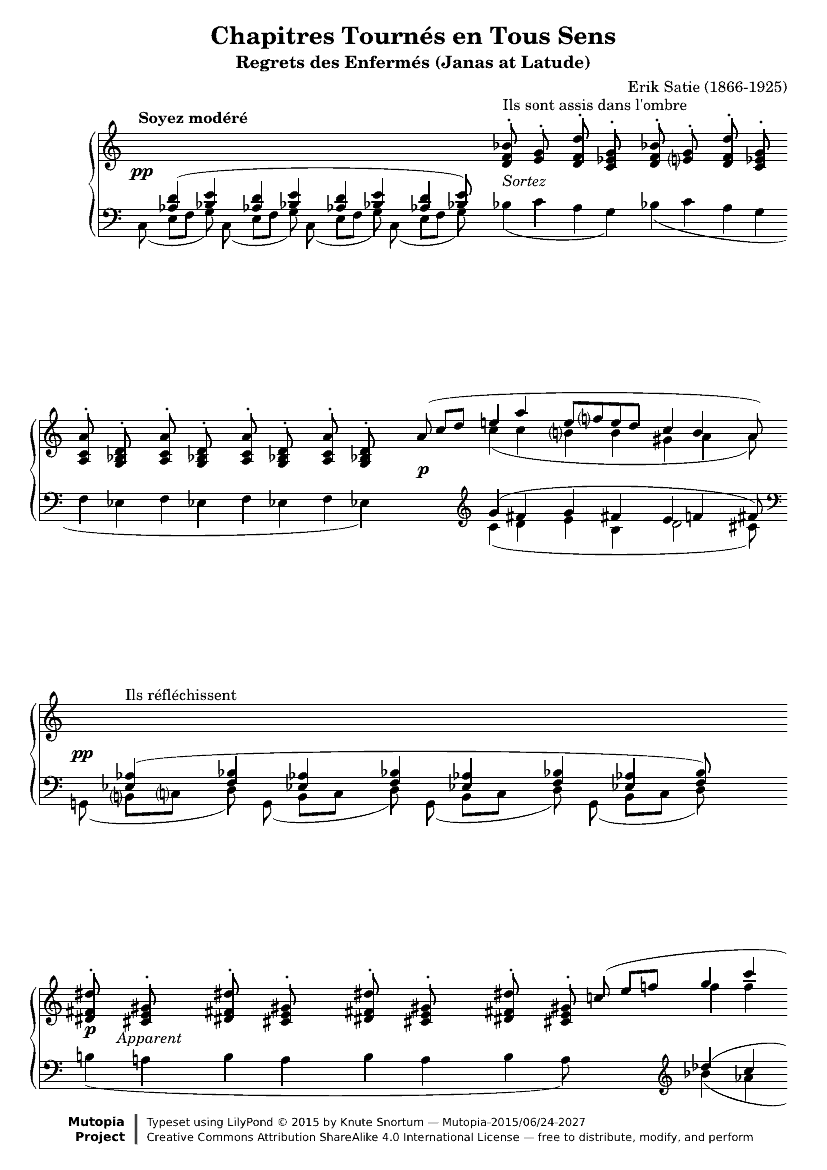 Chapitres Tournés en Tous Sens
Regrets des Enfermés (Janas at Latude)
Erik Satie (1866-1925)
Ils sont assis dans l'ombre
Soyez modéré
pp
Sortez
p
Ils réfléchissent
pp
p
Apparent
Mutopia Project
Typeset using LilyPond © 2015 by Knute Snortum — Mutopia-2015/06/24-2027
Creative Commons Attribution ShareAlike 4.0 International License — free to distribute, modify, and perform